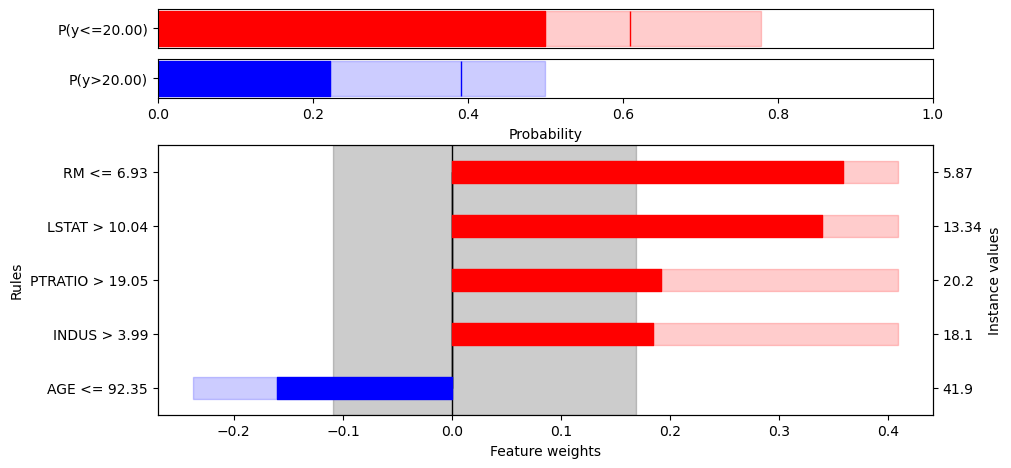 P(y<=20.00)
P(y>20.00)
0.0 0.2 0.4 0.6 0.8 1.0
Probability
RM <= 6.93 5.87
LSTAT > 10.04 13.34
PTRATIO > 19.05 20.2
INDUS > 3.99 18.1
AGE <= 92.35 41.9
Rules
Instance values
−0.2 −0.1 0.0 0.1 0.2 0.3 0.4
Feature weights